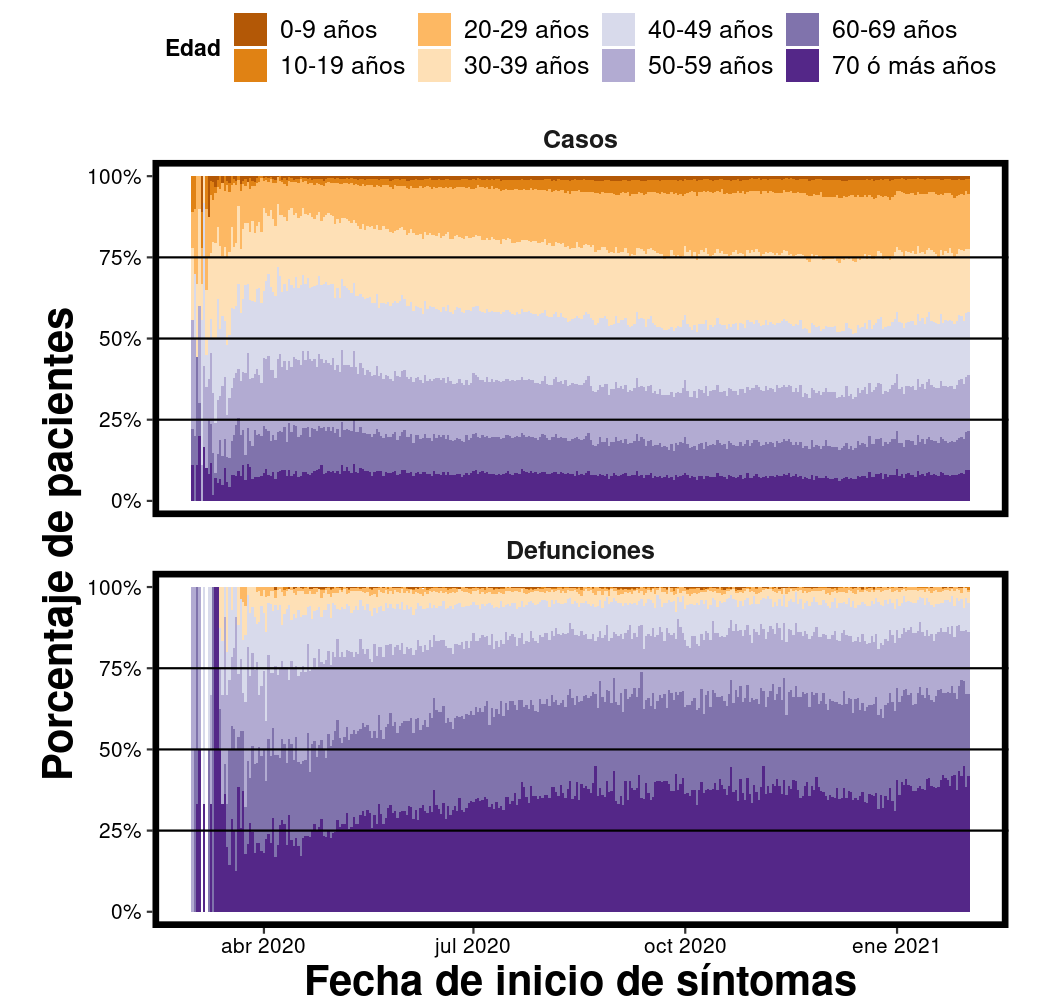 Edad
0-9 años
20-29 años
40-49 años
60-69 años
10-19 años
30-39 años
50-59 años
70 ó más años
Casos
100%
75%
50%
25%
0%
Porcentaje de pacientes
Defunciones
100%
75%
50%
25%
0%
abr 2020
jul 2020
oct 2020
ene 2021
Fecha de inicio de síntomas